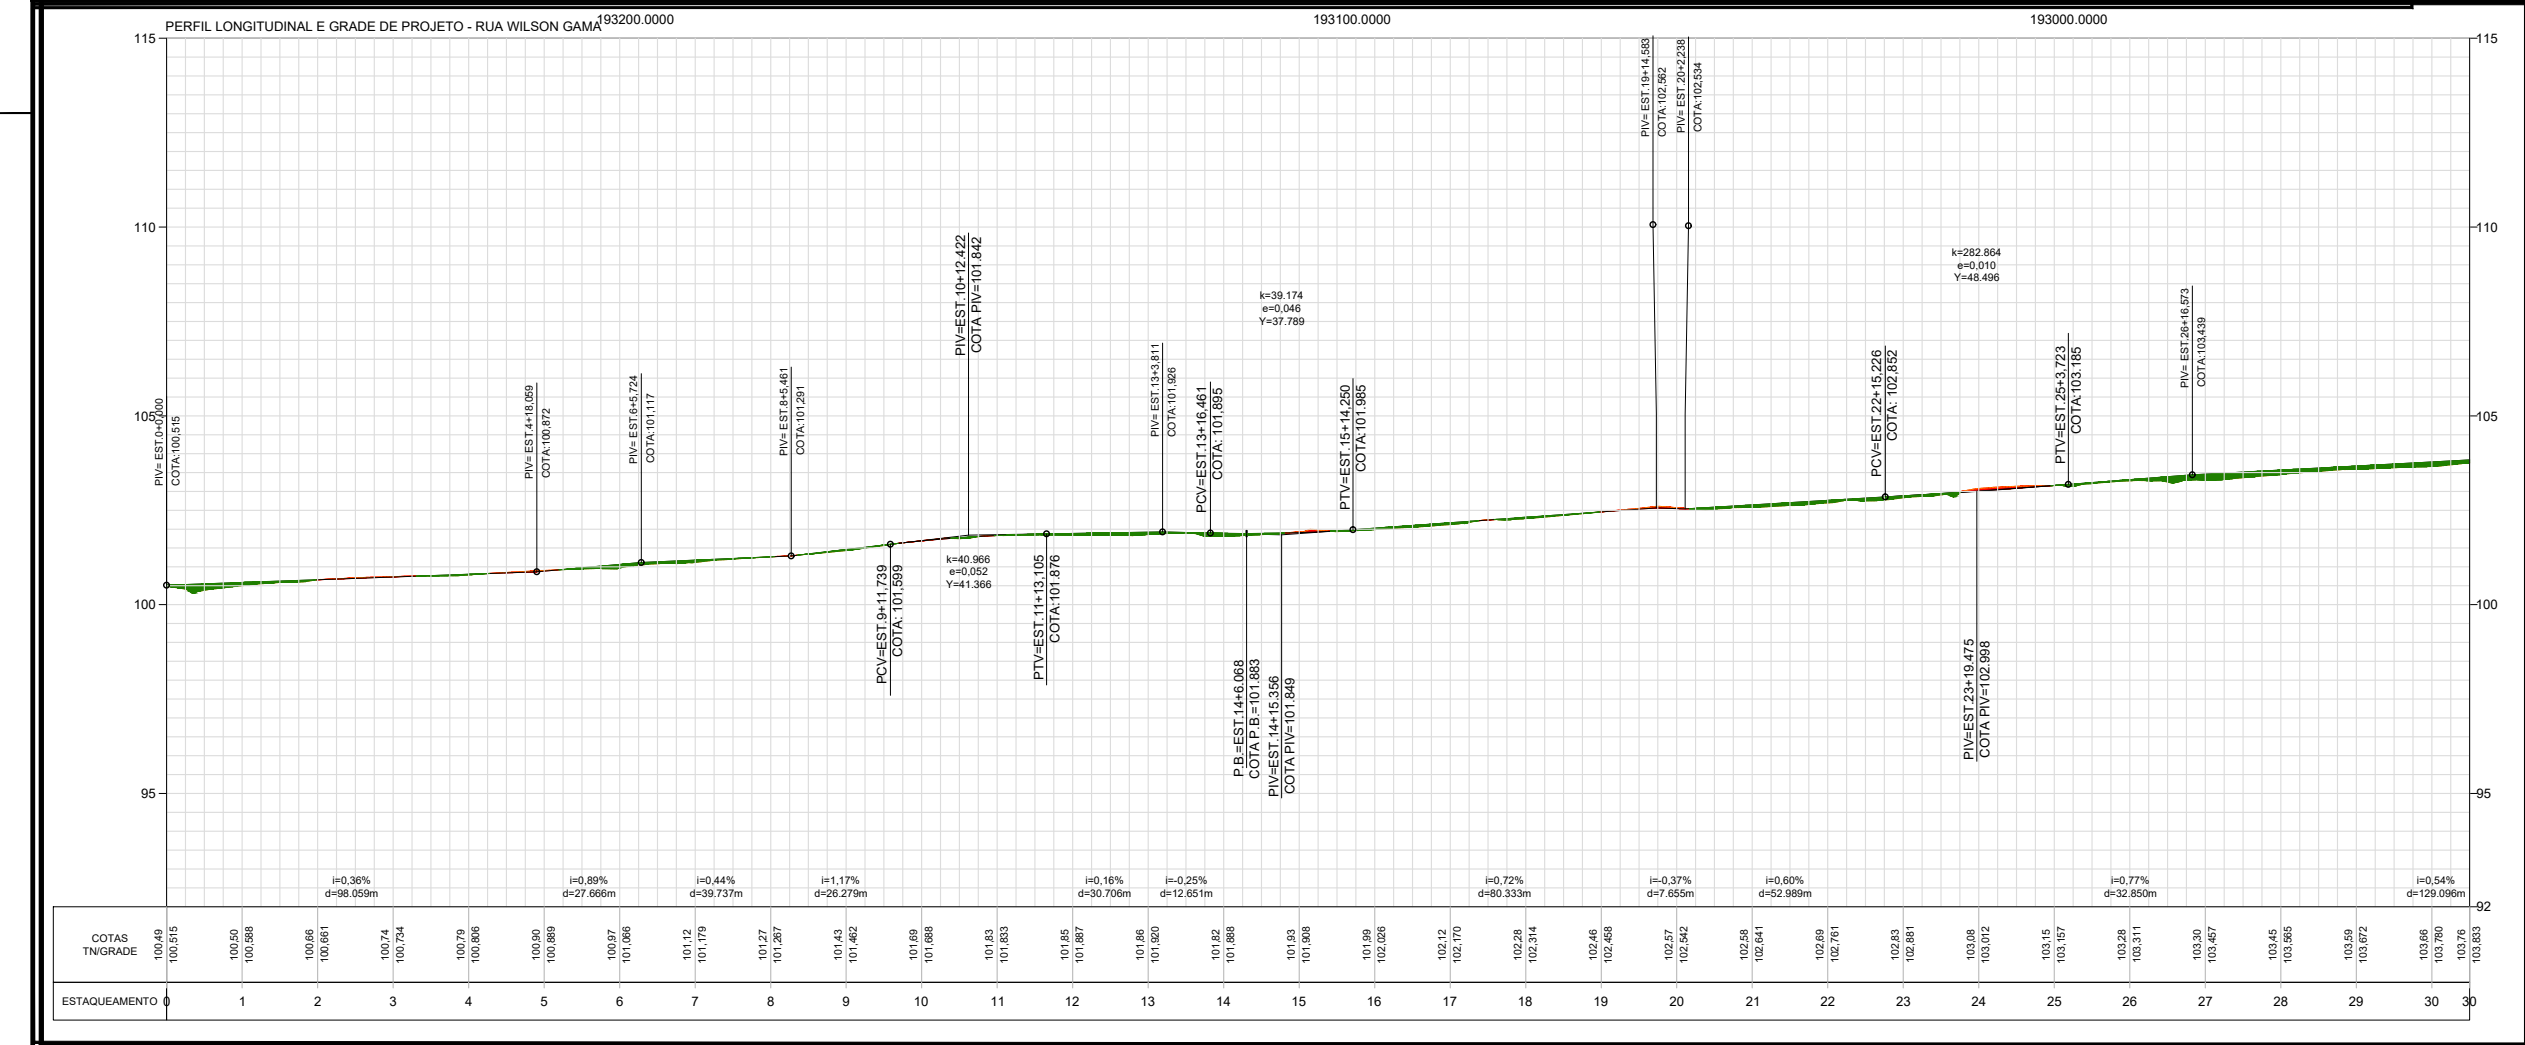 193200.0000
193100.0000
193000.0000
PERFIL LONGITUDINAL E GRADE DE PROJETO - RUA WILSON GAMA
115
110
105
100
95
115
110
105
100
95
92
PIV= EST.0+0,000
COTA:100,515
PIV= EST.4+18,059
COTA:100,872
PIV= EST.6+5,724
COTA:101,117
PIV= EST.8+5,461
COTA:101,291
PCV=EST.9+11,739
COTA: 101,599
PIV=EST.10+12.422
COTA PIV=101.842
k=40.966
e=0,052
Y=41.366
PTV=EST.11+13,105
COTA:101.876
PIV= EST.13+3,811
COTA:101,926
PCV=EST.13+16,461
COTA: 101,895
P.B.=EST.14+6.068
COTA P.B.=101.883
PIV=EST.14+15.356
COTA PIV=101.849
k=39.174
e=0,046
Y=37.789
PTV=EST.15+14,250
COTA:101.985
PIV= EST.19+14,583
COTA:102,562
PIV= EST.20+2,238
COTA:102,534
PCV=EST.22+15,226
COTA: 102,852
k=282.864
e=0,010
Y=48.496
PIV=EST.23+19.475
COTA PIV=102.998
PTV=EST.25+3,723
COTA:103.185
PIV= EST.26+16,573
COTA:103,439
i=0,36%
d=98.059m
i=0,89%
d=27.666m
i=0,44%
d=39.737m
i=1,17%
d=26.279m
i=0,16%
d=30.706m
i=-0,25%
d=12.651m
i=0,72%
d=80.333m
i=-0,37%
d=7.655m
i=0,60%
d=52.989m
i=0,77%
d=32.850m
i=0,54%
d=129.096m
COTAS
TN/GRADE
100,49
100,515
100,50
100,588
100,66
100,661
100,74
100,734
100,79
100,806
100,90
100,889
100,97
101,066
101,12
101,179
101,27
101,267
101,43
101,462
101,69
101,688
101,83
101,833
101,85
101,887
101,86
101,920
101,82
101,888
101,93
101,908
101,99
102,026
102,12
102,170
102,28
102,314
102,46
102,458
102,57
102,542
102,58
102,641
102,69
102,761
102,83
102,881
103,08
103,012
103,15
103,157
103,28
103,311
103,30
103,457
103,45
103,565
103,59
103,672
103,66
103,780
103,76
103,833
ESTAQUEAMENTO 0 1 2 3 4 5 6 7 8 9 10 11 12 13 14 15 16 17 18 19 20 21 22 23 24 25 26 27 28 29 30 30